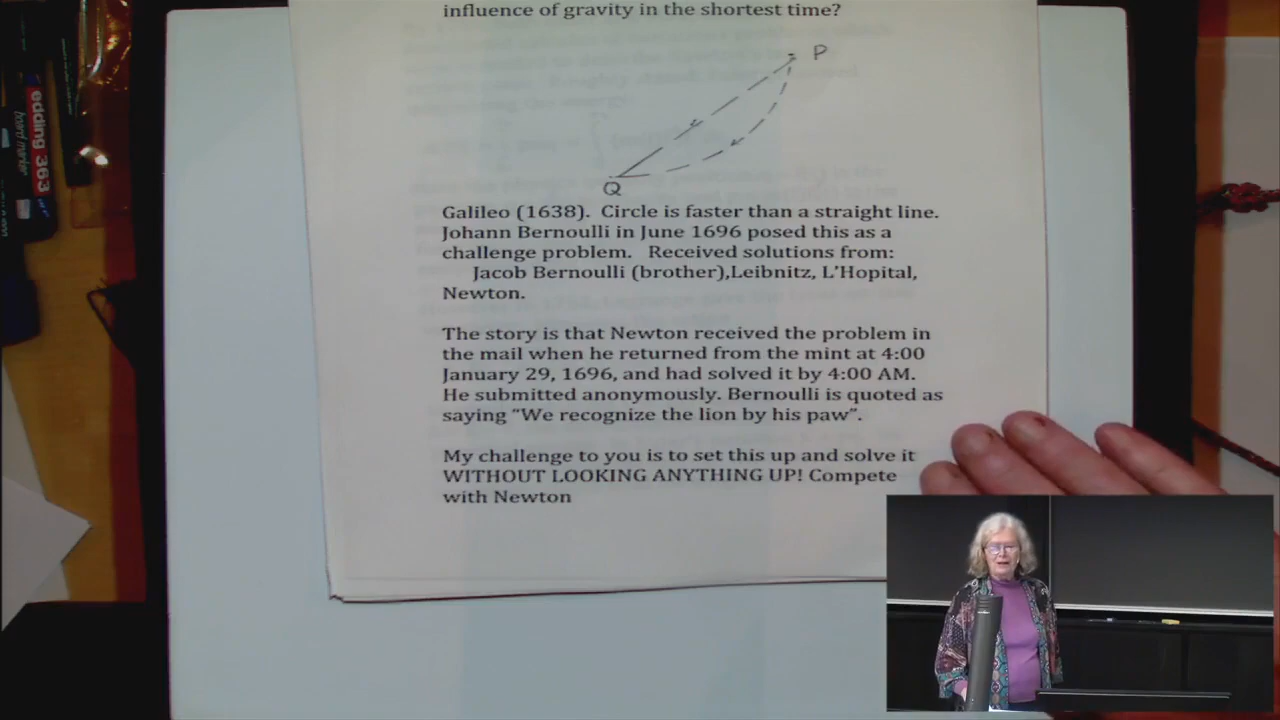 influence of gravity in the shortest time?
P
Q
Galileo (1638). Circle is faster than a straight line.
Johann Bernoulli in June 1696 posed this as a
challenge problem. Received solutions from:
Jacob Bernoulli (brother),Leibnitz, L'Hopital,
Newton.
The story is that Newton received the problem in
the mail when he returned from the mint at 4:00
January 29, 1696, and had solved it by 4:00 AM.
He submitted anonymously. Bernoulli is quoted as
saying “We recognize the lion by his paw”.
My challenge to you is to set this up and solve it
WITHOUT LOOKING ANYTHING UP! Compete
with Newton
edding 363
board marker